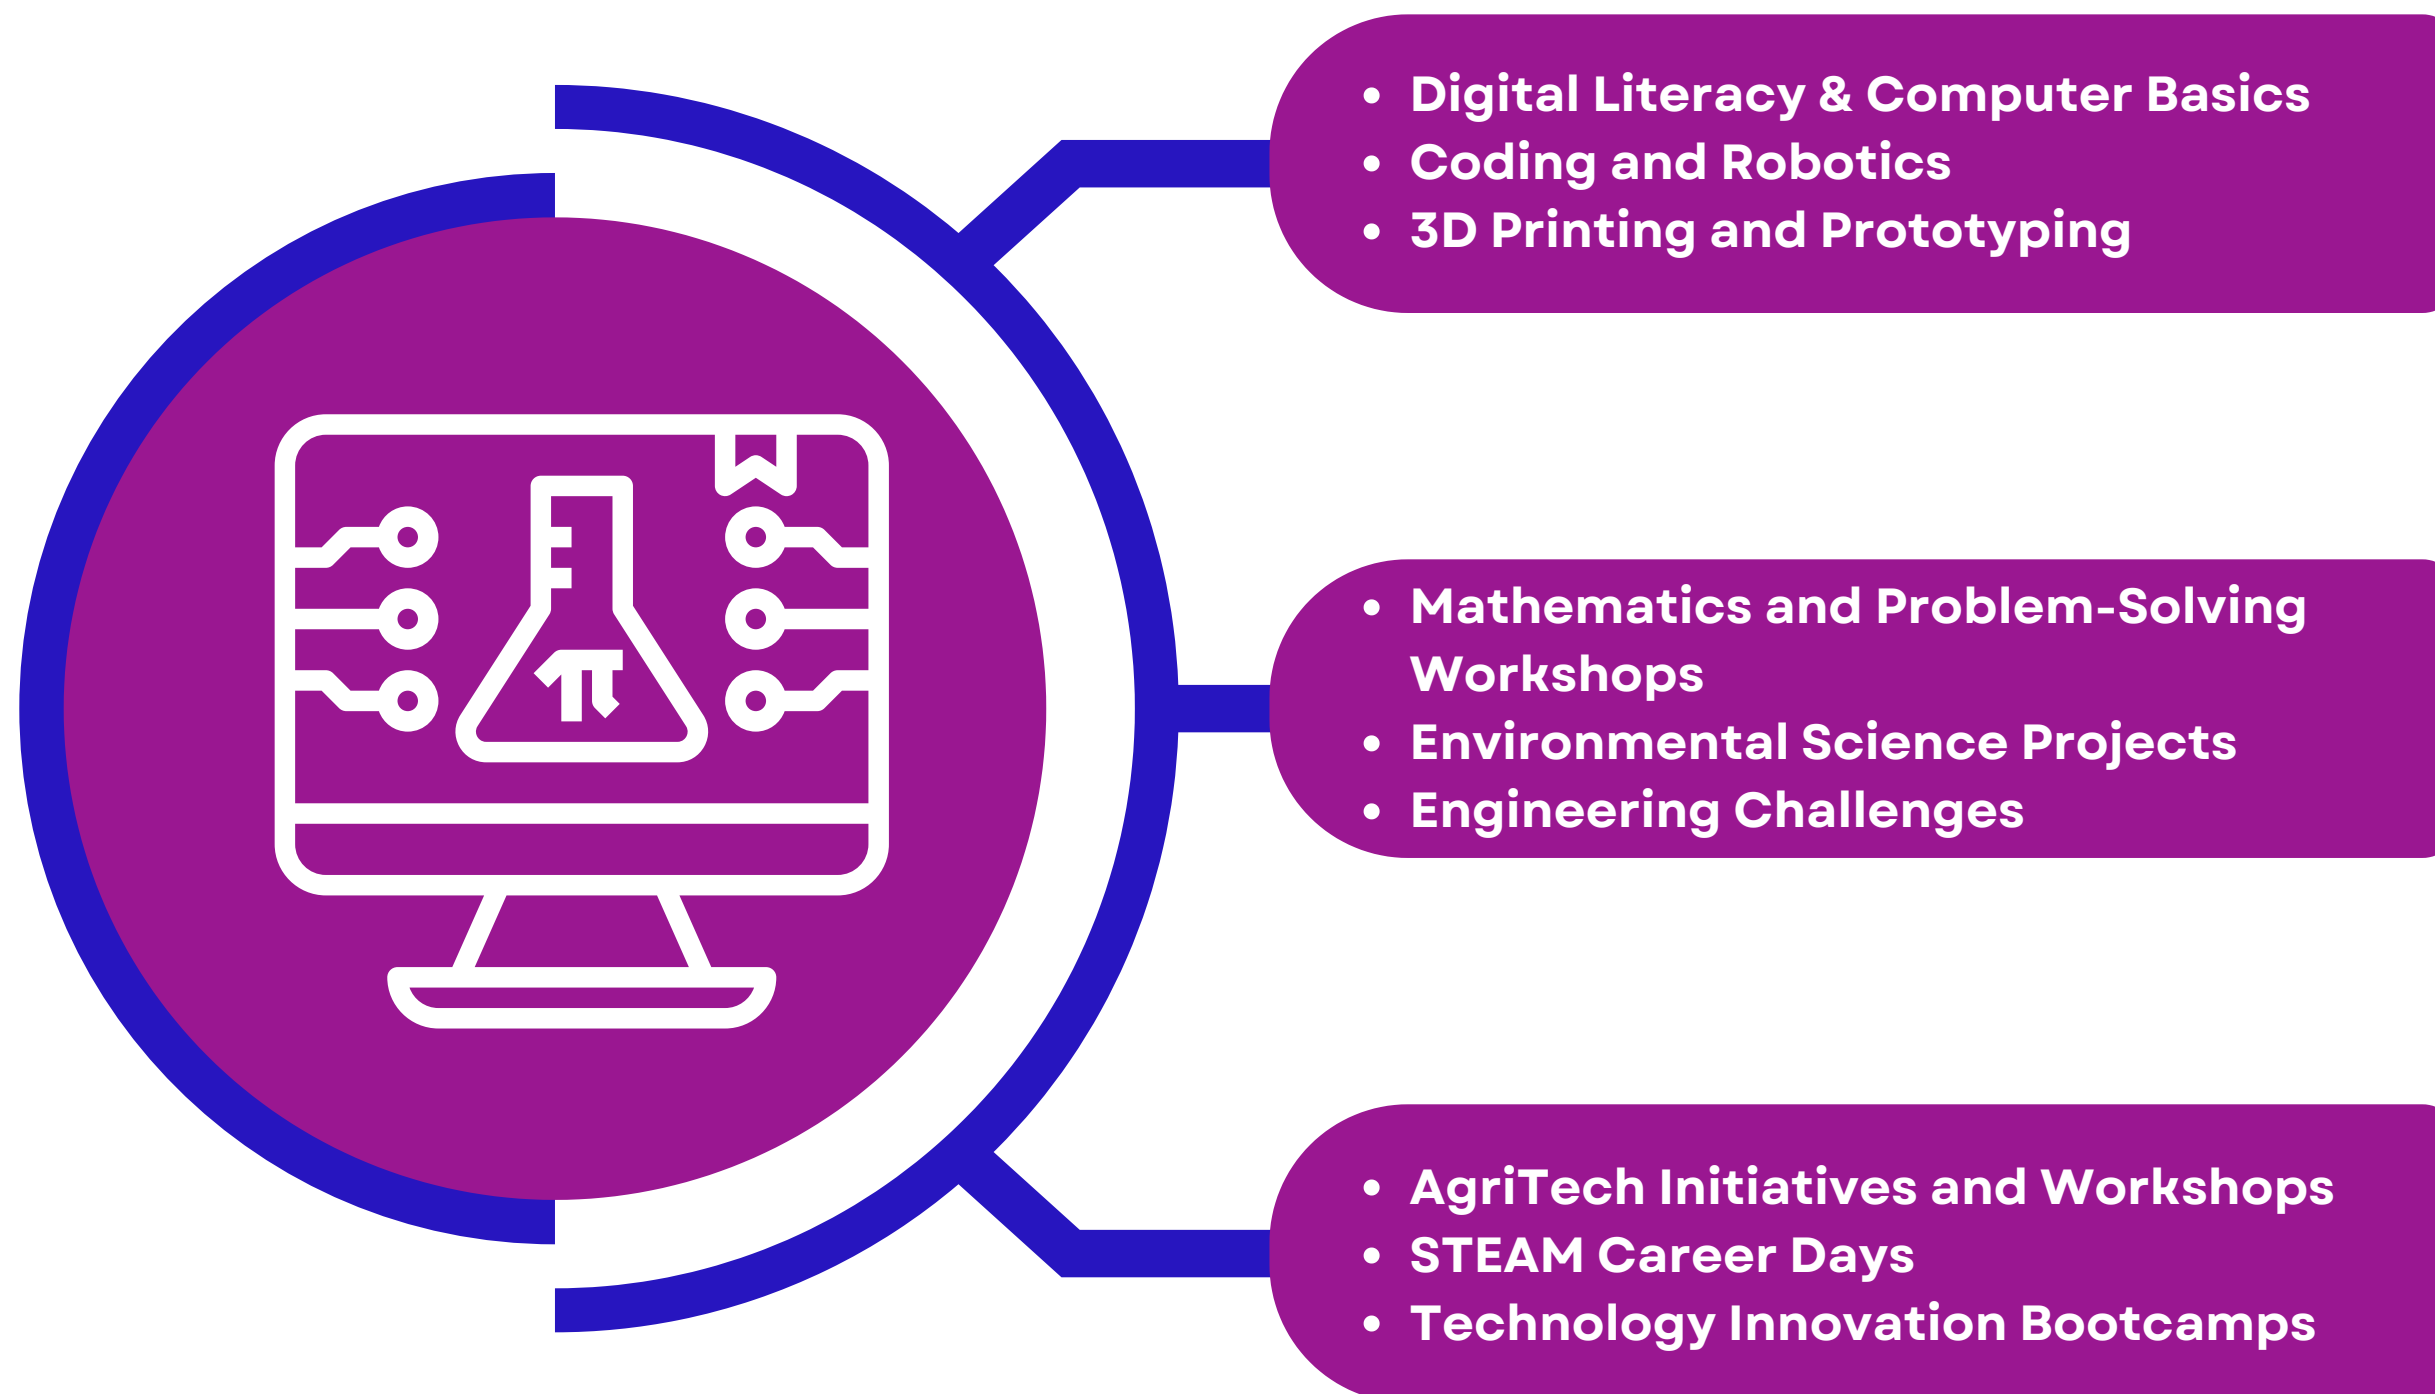 • Digital Literacy & Computer Basics
• Coding and Robotics
• 3D Printing and Prototyping
π
• Mathematics and Problem-Solving
Workshops
• Environmental Science Projects
• Engineering Challenges
• AgriTech Initiatives and Workshops
• STEAM Career Days
• Technology Innovation Bootcamps